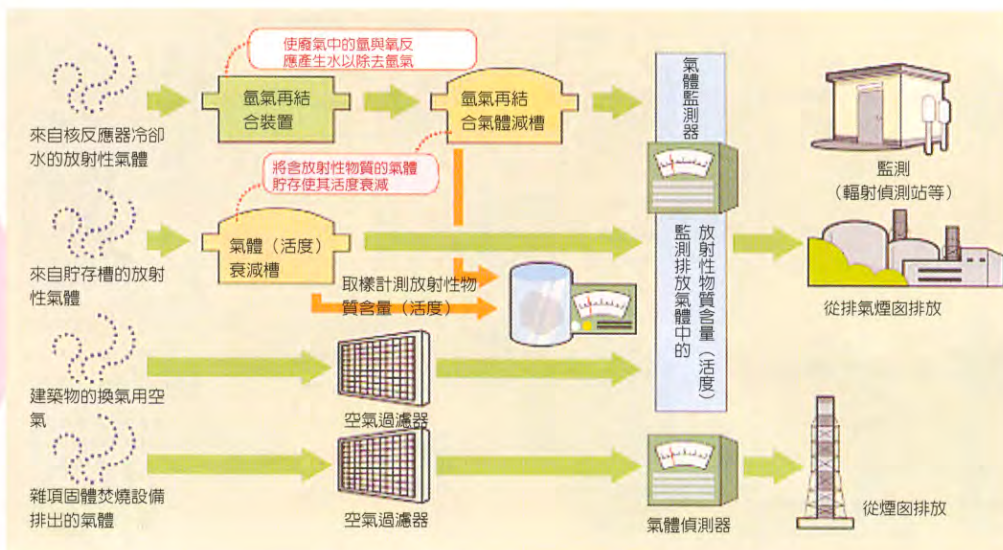 使廢氣中的氫與氧反
應產生水以除去氫氣
來自核反應器冷卻
水的放射性氣體
氫氣再結
合裝置
氫氣再結
合氣體減槽
氣體監測器
監測
（輻射偵測站等）
將含放射性物質的氣體
貯存使其活度衰減
來自貯存槽的放射
性氣體
氣體（活度）
衰減槽
取樣計測放射性物
質含量（活度）
放射性物質含量（活度）
監測排放氣體中的
從排氣煙囱排放
建築物的換氣用空
氣
空氣過濾器
雜項固體焚燒設備
排出的氣體
空氣過濾器
氣體偵測器
從煙囱排放